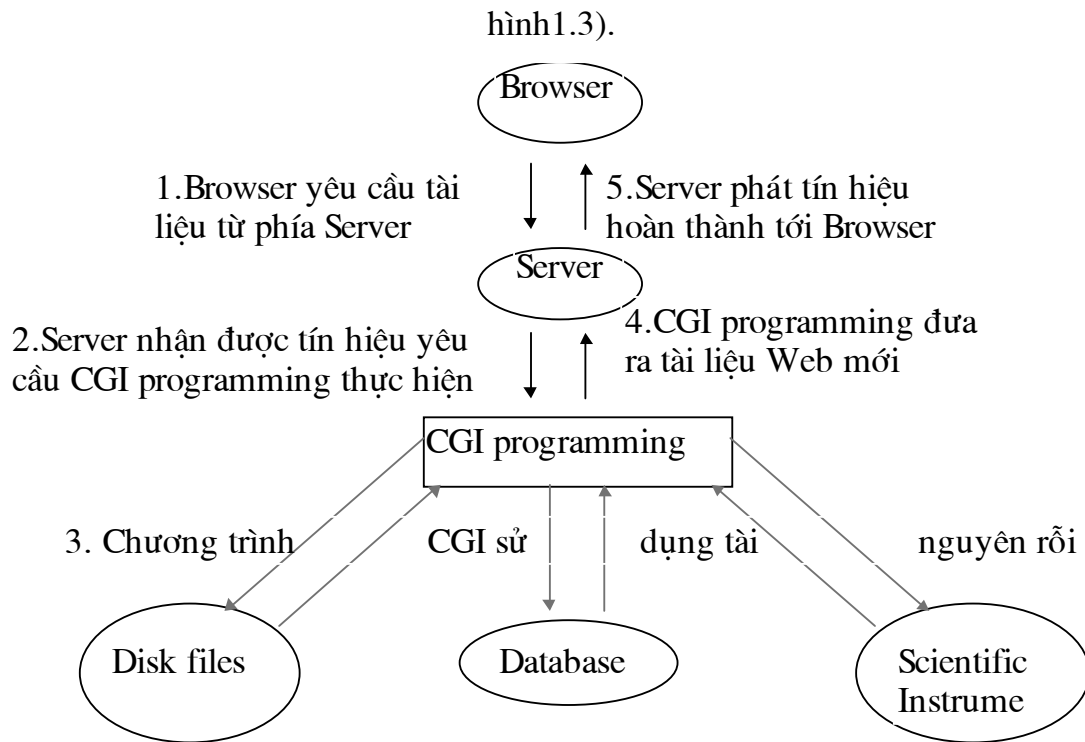 hình1.3).
Browser
1.Browser yêu cầu tài
liệu từ phía Server
5.Server phát tín hiệu
hoàn thành tới Browser
Server
2.Server nhận được tín hiệu yêu
cầu CGI programming thực hiện
4.CGI programming đưa
ra tài liệu Web mới
CGI programming
3. Chương trình CGI sử dụng tài nguyên rỗi
Disk files
Database
Scientific
Instrume